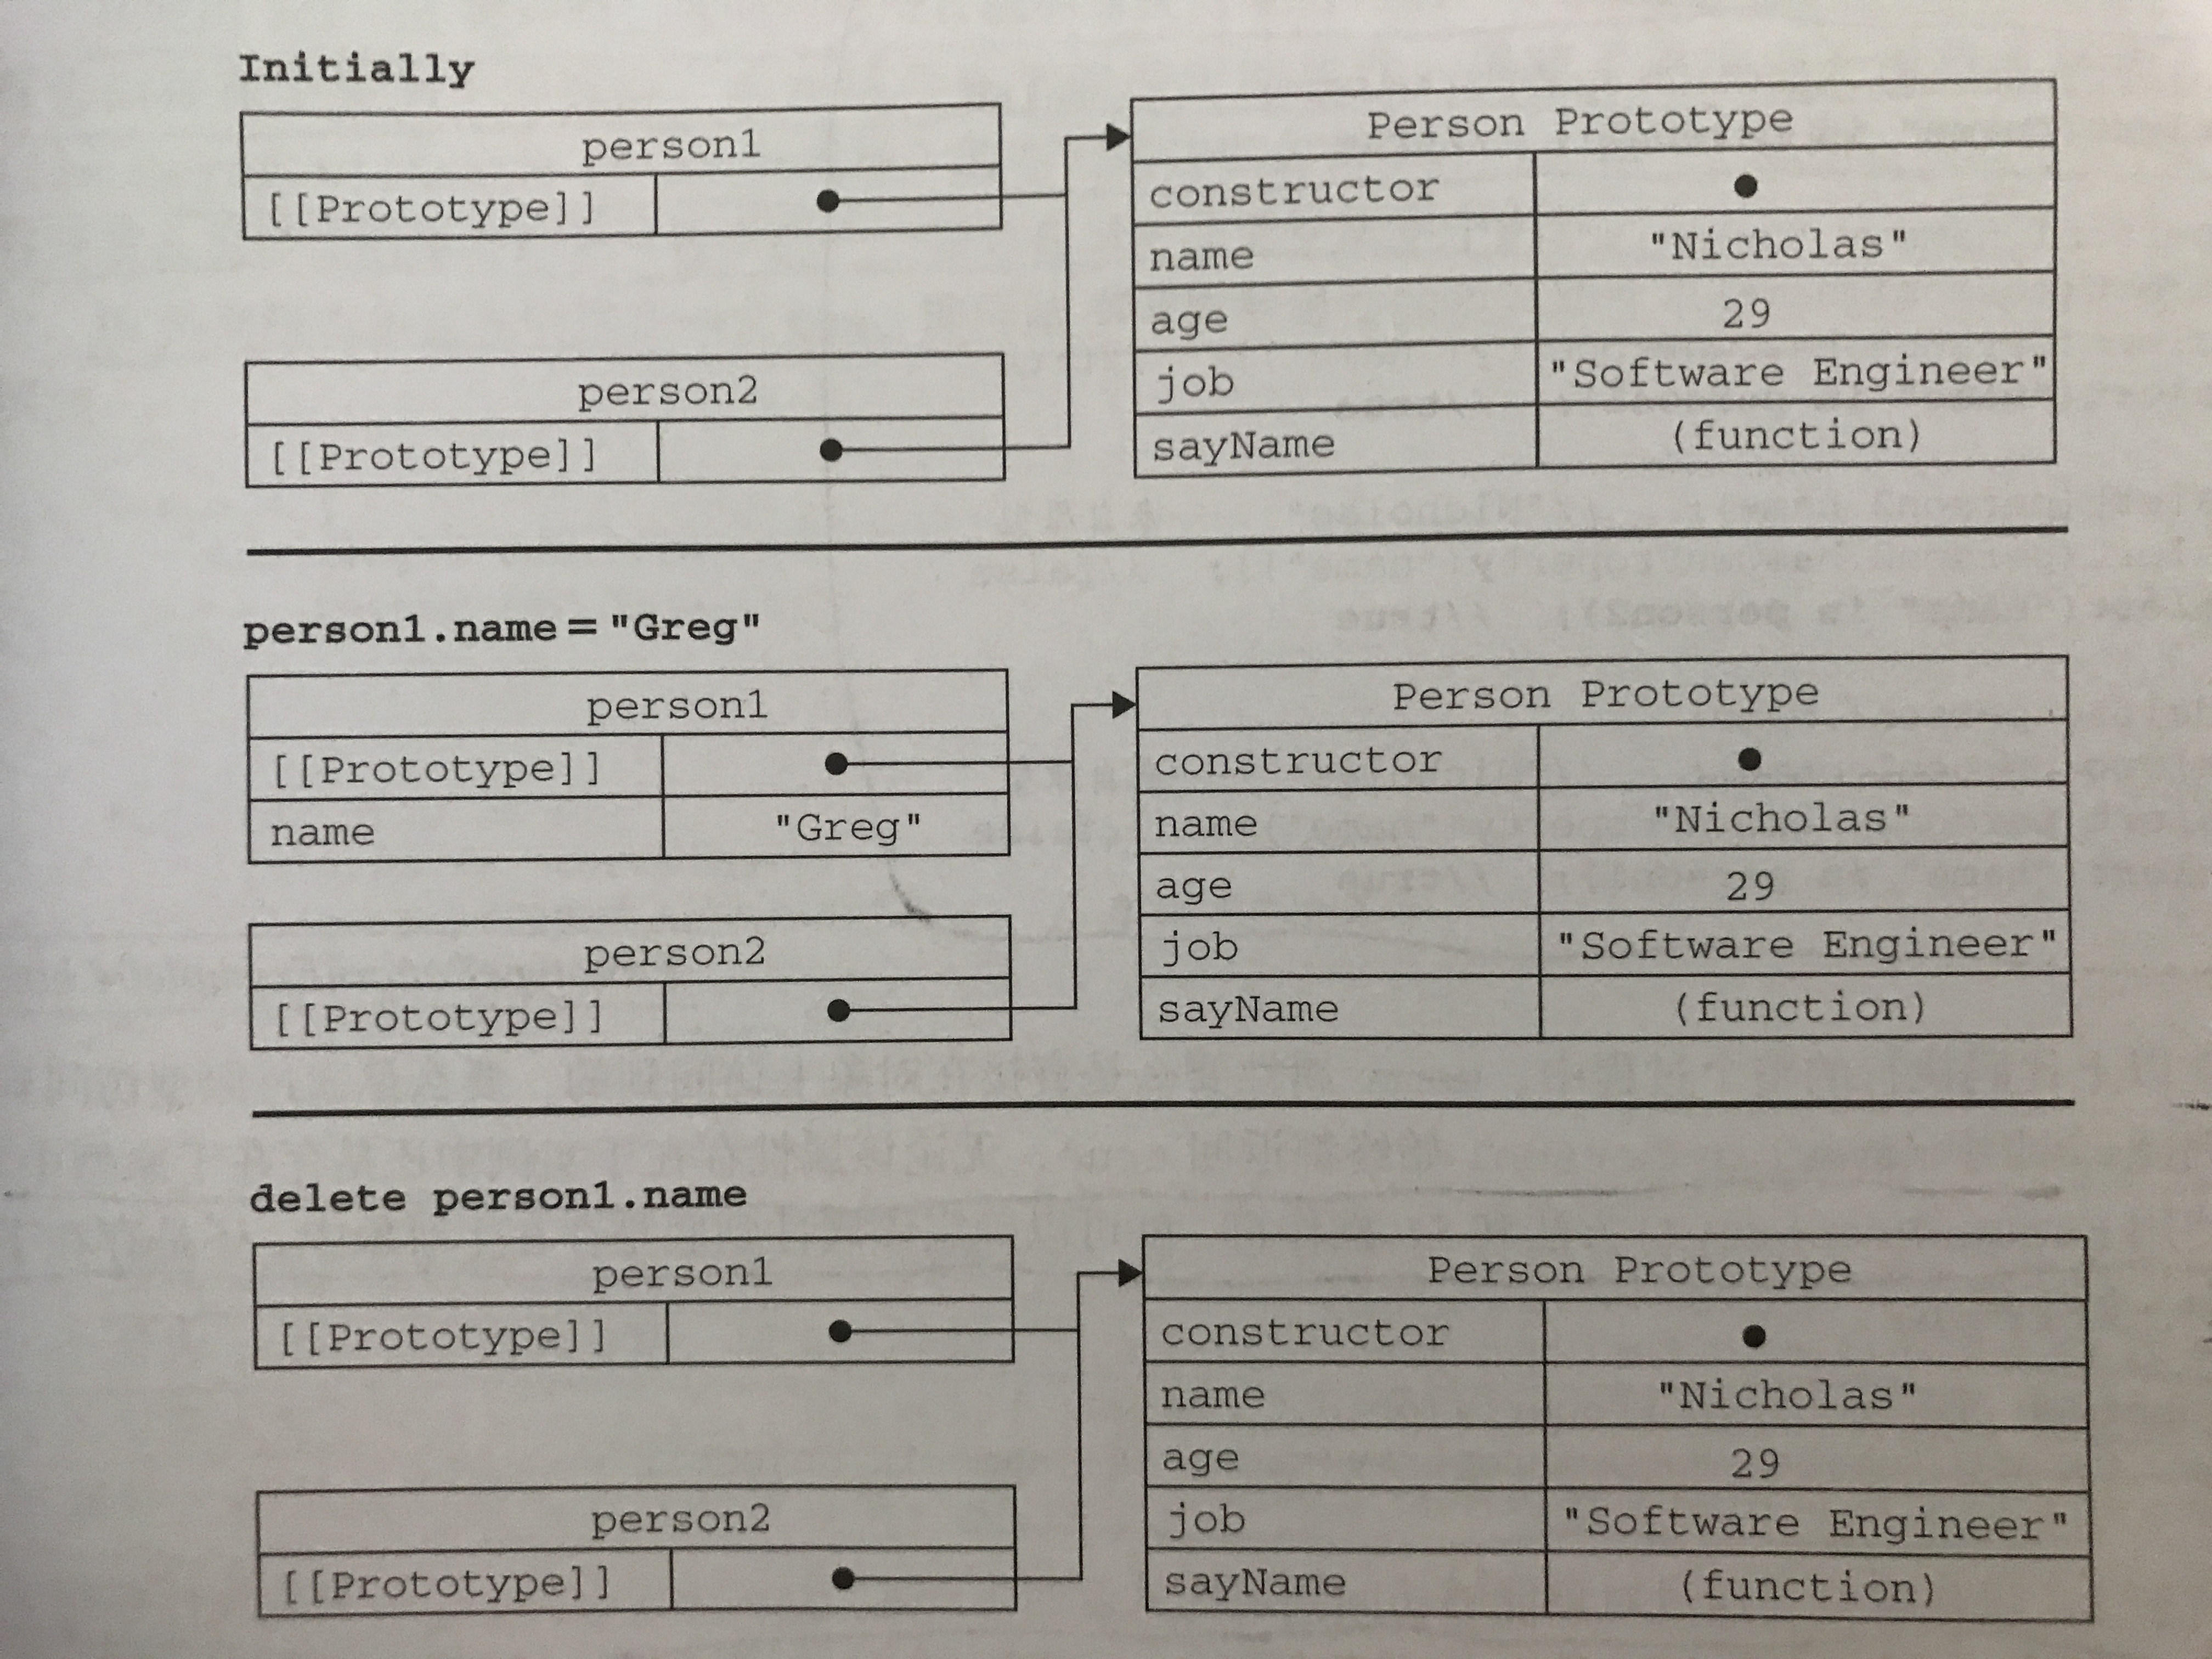 Initially
person1
[[Prototype]]
person2
[[Prototype]]
Person Prototype
constructor
name "Nicholas"
age 29
job "Software Engineer"
sayName (function)
person1.name="Greg"
person1
[[Prototype]]
name "Greg"
person2
[[Prototype]]
Person Prototype
constructor
name "Nicholas"
age 29
job "Software Engineer"
sayName (function)
delete person1.name
person1
[[Prototype]]
person2
[[Prototype]]
Person Prototype
constructor
name "Nicholas"
age 29
job "Software Engineer"
sayName (function)